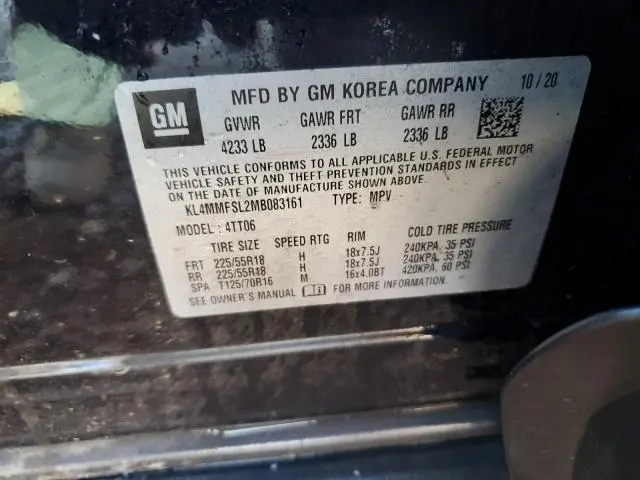 GM
MFD BY GM KOREA COMPANY 10/20
GVWR GAWR FRT GAWR RR
4233 LB 2336 LB 2336 LB
THIS VEHICLE CONFORMS TO ALL APPLICABLE U.S. FEDERAL MOTOR
VEHICLE SAFETY AND THEFT PREVENTION STANDARDS IN EFFECT
ON THE DATE OF MANUFACTURE SHOWN ABOVE.
KL4MMFSL2MB083161 TYPE: MPV
MODEL: 4TT06
TIRE SIZE SPEED RTG RIM COLD TIRE PRESSURE
FRT 225/55R18 H 18x7.5J 240KPA, 35 PSI
RR 225/55R18 H 18x7.5J 240KPA, 35 PSI
SPA T125/70R16 M 16x4.0BT 420KPA, 60 PSI
SEE OWNER'S MANUAL FOR MORE INFORMATION.